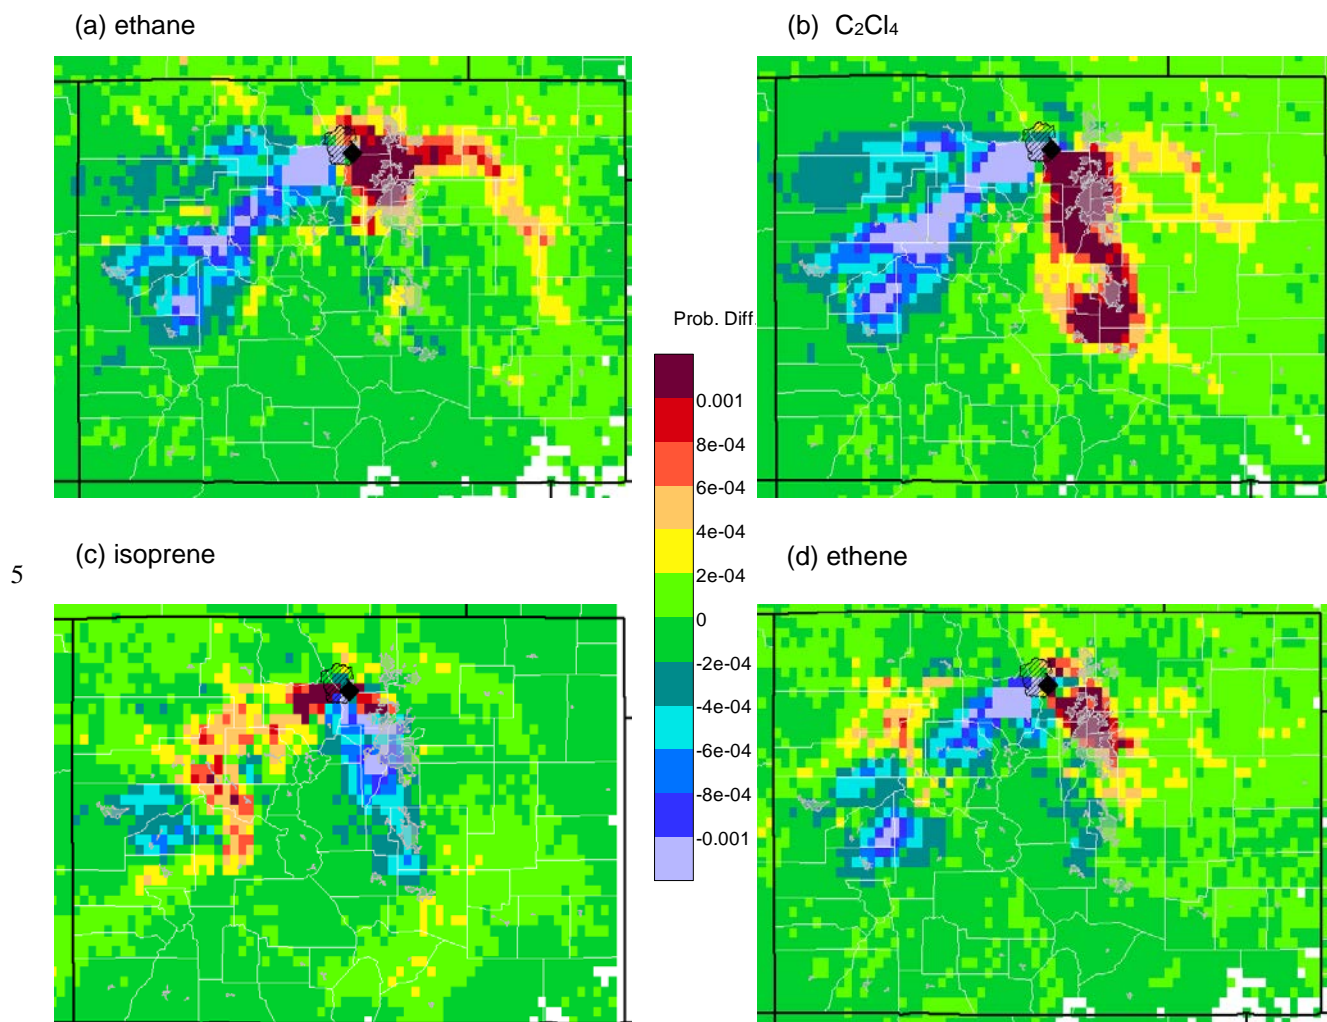 (a) ethane
(b) C₂Cl₄
Prob. Diff.
0.001
8e-04
6e-04
4e-04
2e-04
0
-2e-04
-4e-04
-6e-04
-8e-04
-0.001
5
(c) isoprene
(d) ethene